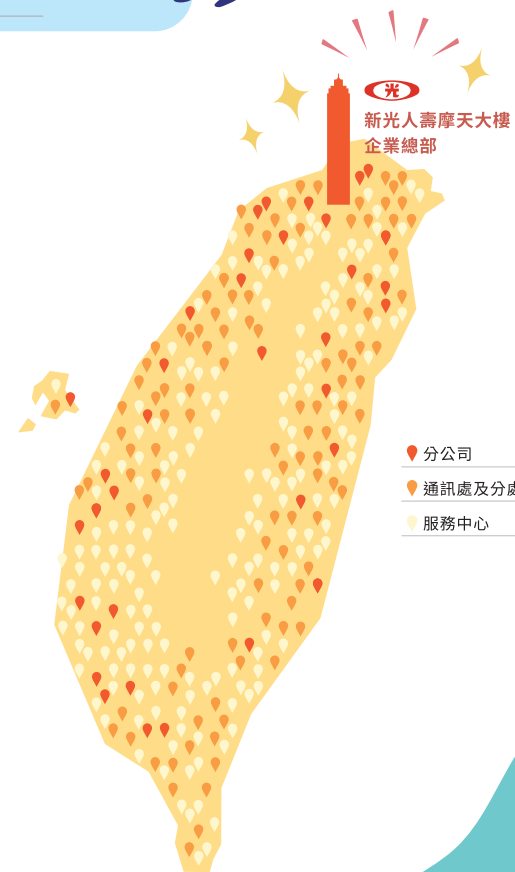 光
新光人壽摩天大樓
企業總部
分公司
通訊處及分處
服務中心